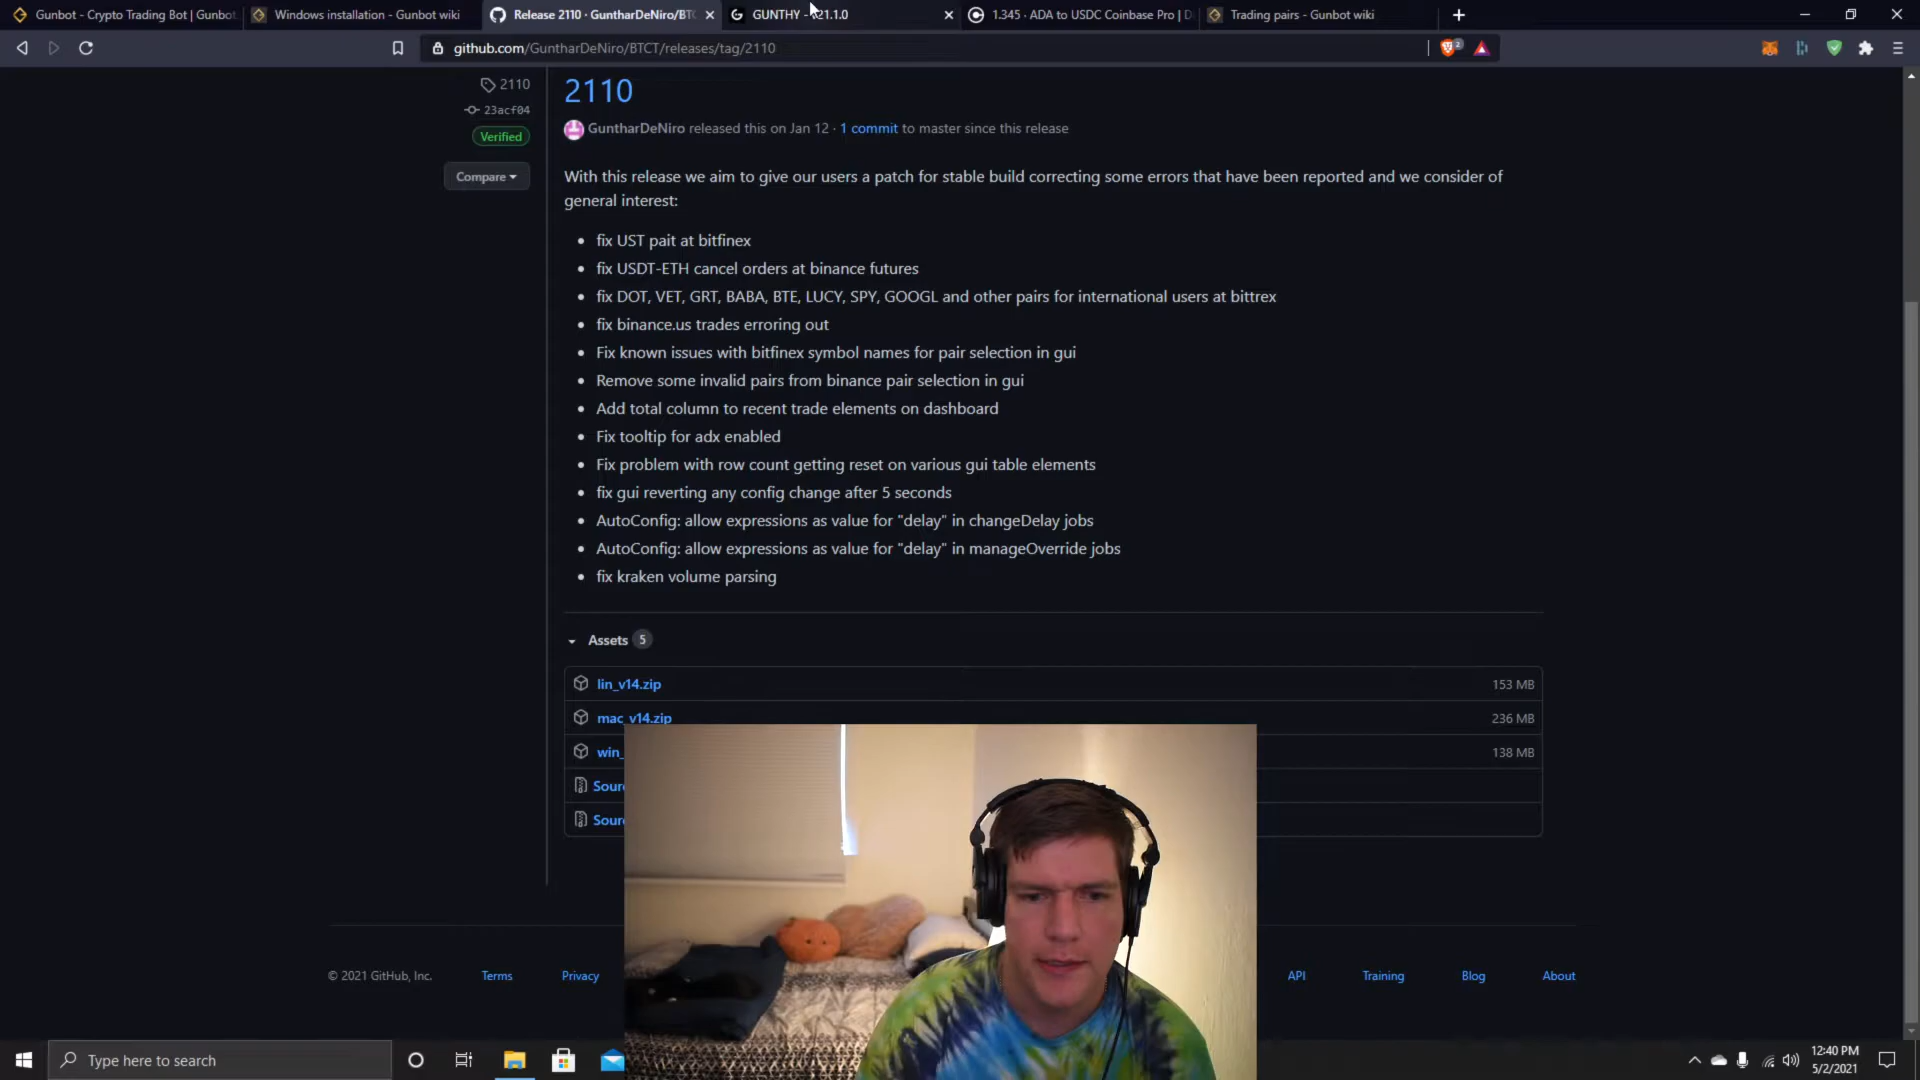 Gunbot - Crypto Trading Bot | Gunbot
Windows installation - Gunbot wiki
Release 2110 · GuntharDeNiro/BTC
GUNTHY -
21.1.0
1.345 · ADA to USDC Coinbase Pro |
Trading pairs - Gunbot wiki
github.com/GuntharDeNiro/BTCT/releases/tag/2110
2
2110
23acf04
Verified
Compare
2110
GuntharDeNiro released this on Jan 12 · 1 commit to master since this release
With this release we aim to give our users a patch for stable build correcting some errors that have been reported and we consider of
general interest:
fix UST pait at bitfinex
fix USDT-ETH cancel orders at binance futures
fix DOT, VET, GRT, BABA, BTE, LUCY, SPY, GOOGL and other pairs for international users at bittrex
fix binance.us trades erroring out
Fix known issues with bitfinex symbol names for pair selection in gui
Remove some invalid pairs from binance pair selection in gui
Add total column to recent trade elements on dashboard
Fix tooltip for adx enabled
Fix problem with row count getting reset on various gui table elements
fix gui reverting any config change after 5 seconds
AutoConfig: allow expressions as value for "delay" in changeDelay jobs
AutoConfig: allow expressions as value for "delay" in manageOverride jobs
fix kraken volume parsing
Assets 5
lin_v14.zip
153 MB
mac_v14.zip
236 MB
win_
138 MB
Sour
Sour
© 2021 GitHub, Inc.
Terms
Privacy
API
Training
Blog
About
Type here to search
12:40 PM
5/2/2021